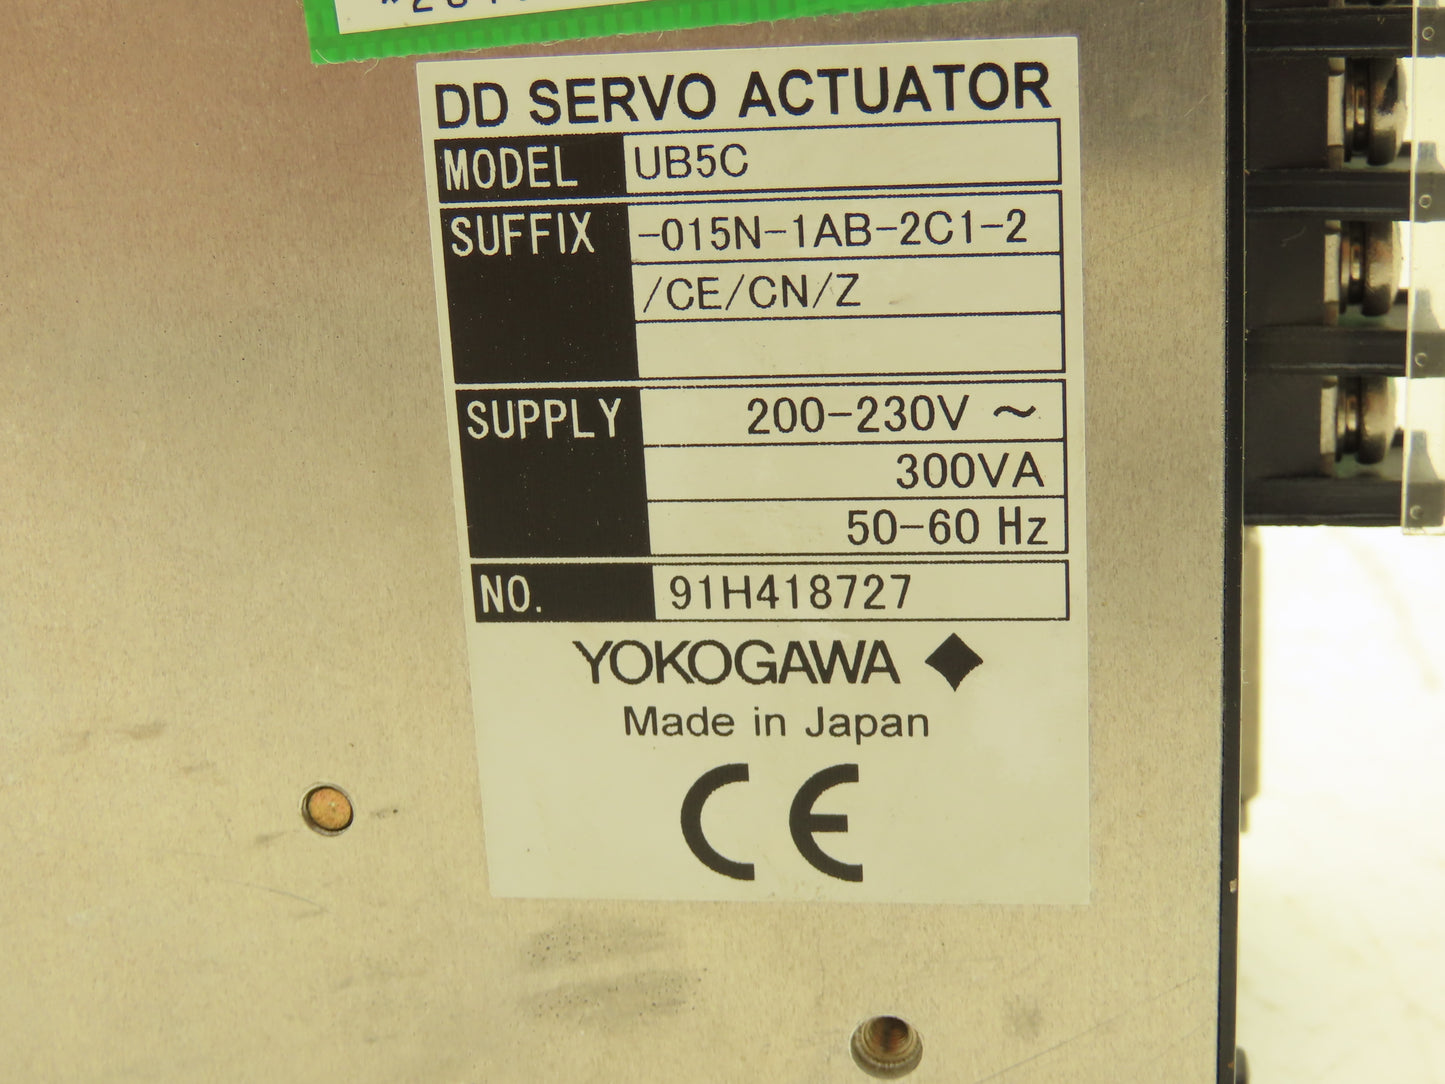 DD SERVO ACTUATOR
MODEL UB5C
SUFFIX -015N-1AB-2C1-2
/CE/CN/Z
SUPPLY 200-230V ~
300VA
50-60 Hz
NO. 91H418727
YOKOGAWA
Made in Japan
CE